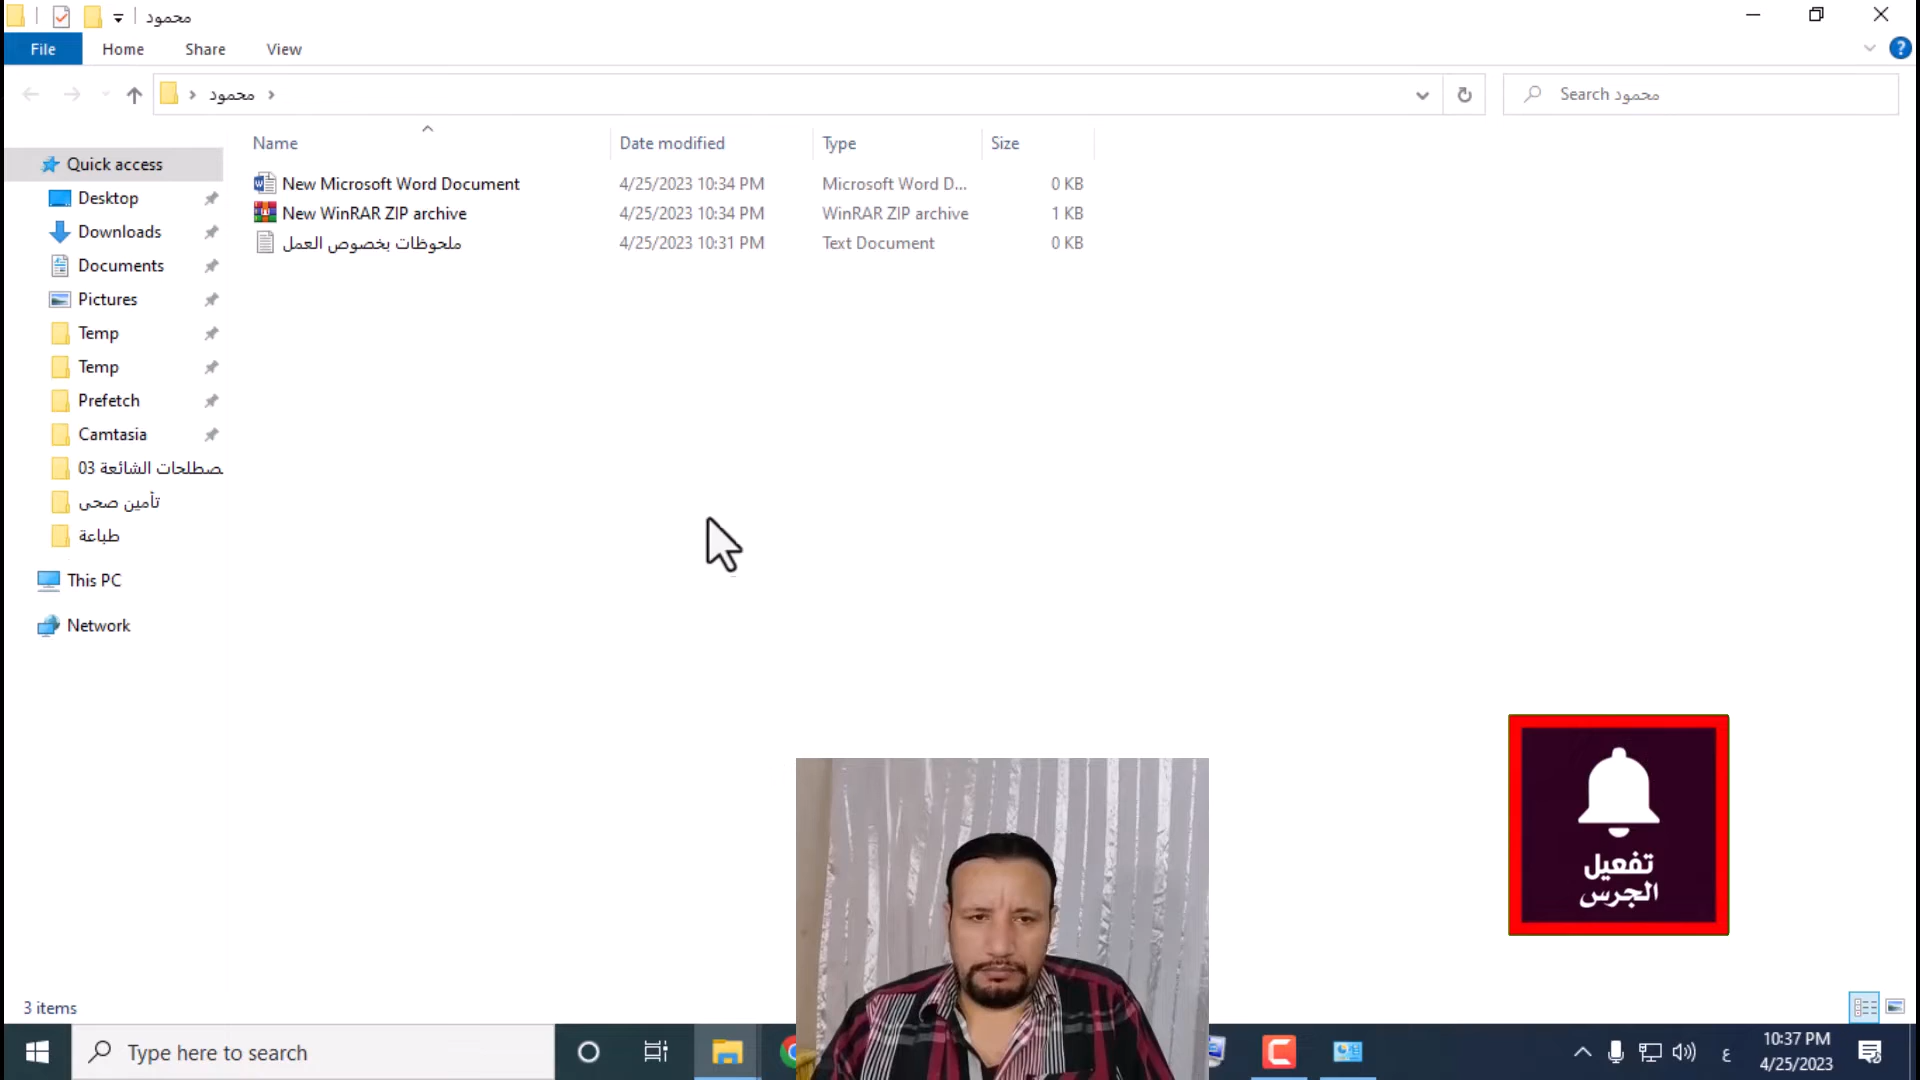 محمود
File Home Share View
محمود
Search محمود
Name Date modified Type Size
New Microsoft Word Document 4/25/2023 10:34 PM Microsoft Word D... 0 KB
New WinRAR ZIP archive 4/25/2023 10:34 PM WinRAR ZIP archive 1 KB
ملحوظات بخصوص العمل 4/25/2023 10:31 PM Text Document 0 KB
Quick access
Desktop
Downloads
Documents
Pictures
Temp
Temp
Prefetch
Camtasia
03 صطلحات الشائعة
تأمين صحى
طباعة
This PC
Network
تفعيل
الجرس
3 items
Type here to search
ع
10:37 PM
4/25/2023